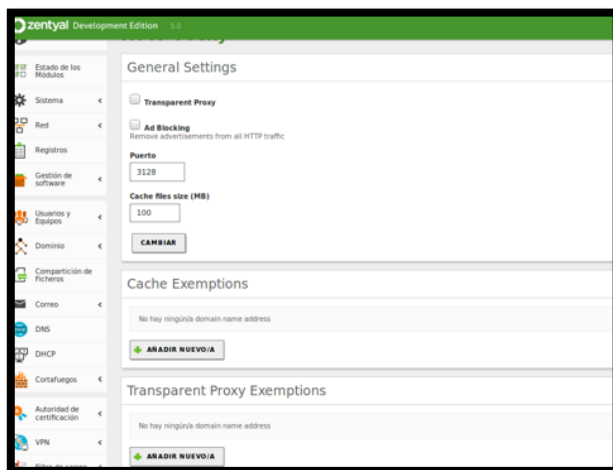 zentyal Development Edition 5.0
Estado de los
Módulos
Sistema
Red
Registros
Gestión de
software
Usuarios y
Equipos
Dominio
Compartición de
Ficheros
Correo
DNS
DHCP
Cortafuegos
Autoridad de
certificación
VPN
General Settings
Transparent Proxy
Ad Blocking
Remove advertisements from all HTTP traffic
Puerto
3128
Cache files size (MB)
100
CAMBIAR
Cache Exemptions
No hay ningún/a domain name address
AÑADIR NUEVO/A
Transparent Proxy Exemptions
No hay ningún/a domain name address
AÑADIR NUEVO/A